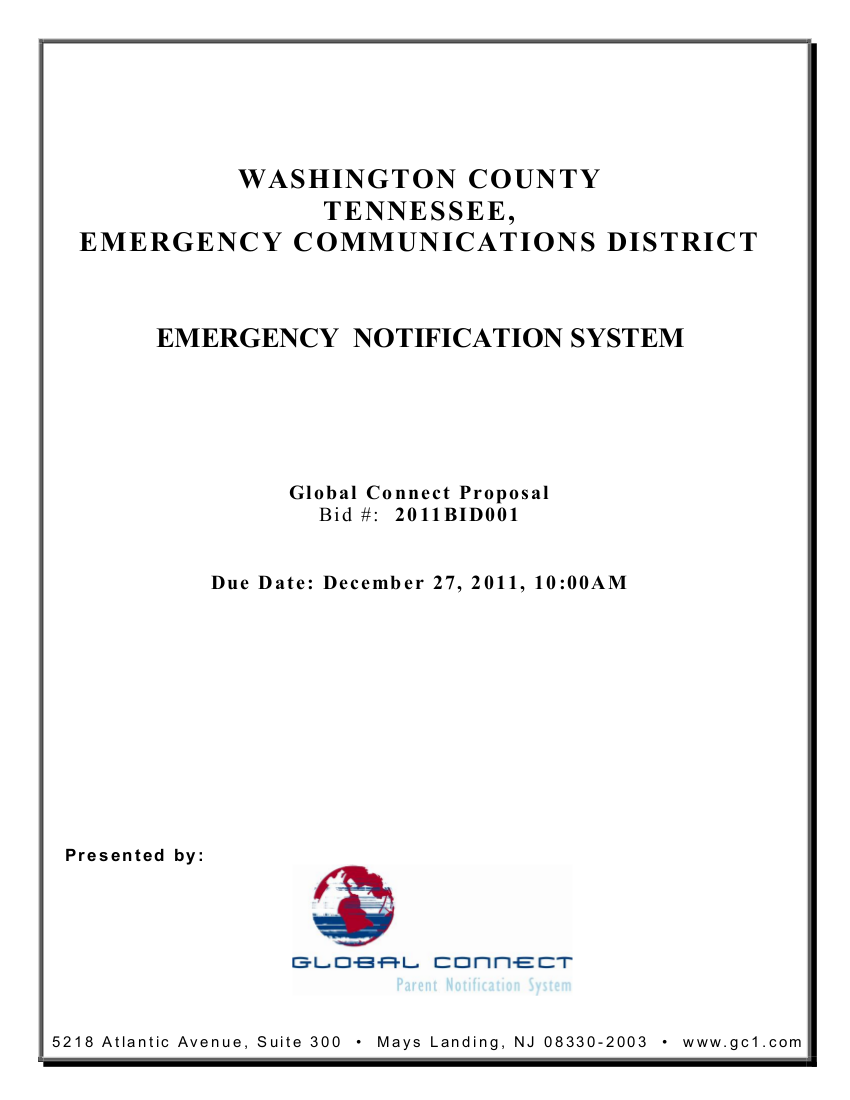 WASHINGTON COUNTY
TENNESSEE,
EMERGENCY COMMUNICATIONS DISTRICT
EMERGENCY NOTIFICATION SYSTEM
Global Connect Proposal
Bid #: 2011BID001
Due Date: December 27, 2011, 10:00AM
Presented by:
GLOBAL CONNECT
Parent Notification System
5218 Atlantic Avenue, Suite 300 • Mays Landing, NJ 08330-2003 • www.gc1.com